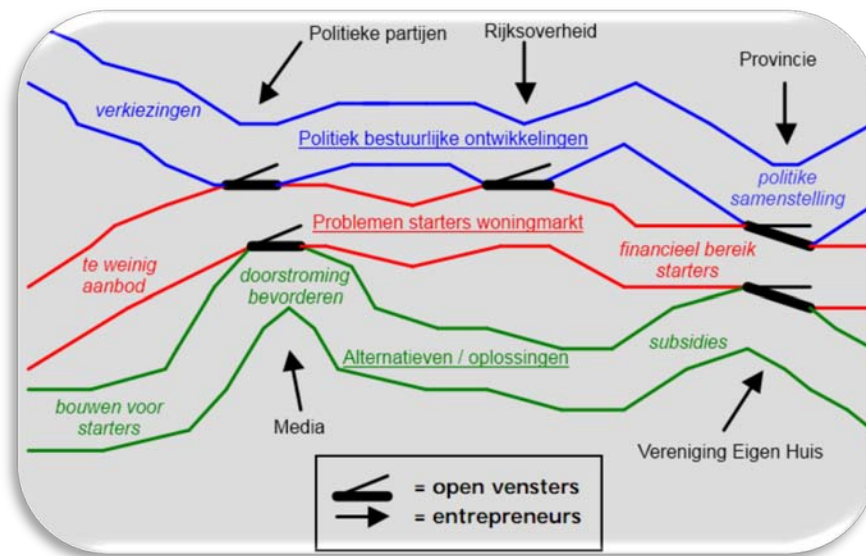 Politieke partijen
Rijksoverheid
Provincie
verkiezingen
Politiek bestuurlijke ontwikkelingen
politike
samenstelling
Problemen starters woningmarkt
te weinig
aanbod
financieel bereik
starters
doorstroming
bevorderen
Alternatieven / oplossingen
subsidies
bouwen voor
starters
Media
Vereniging Eigen Huis
= open vensters
= entrepreneurs